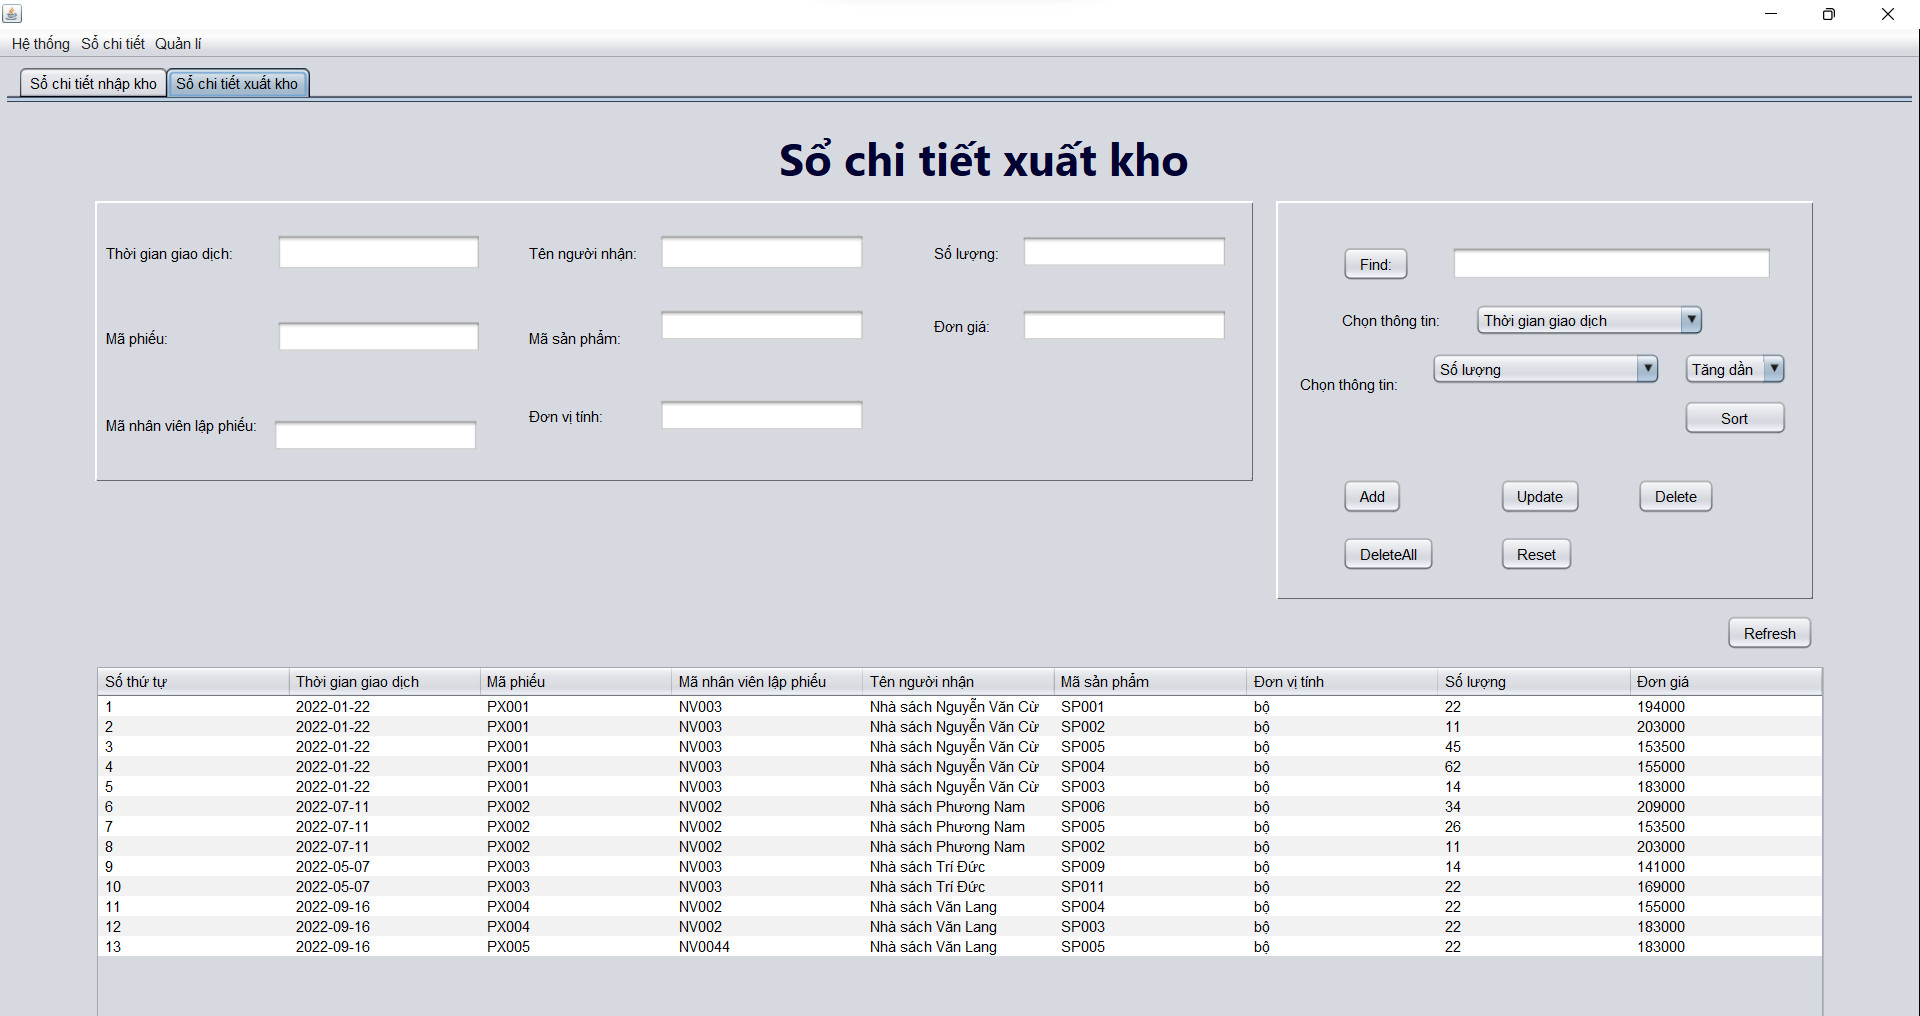 Hệ thống Sổ chi tiết Quản lí
Sổ chi tiết nhập kho Sổ chi tiết xuất kho
Sổ chi tiết xuất kho
Thời gian giao dịch: Tên người nhận: Số lượng:
Mã phiếu: Mã sản phẩm: Đơn giá:
Mã nhân viên lập phiếu: Đơn vị tính:
Find:
Chọn thông tin: Thời gian giao dịch
Chọn thông tin: Số lượng Tăng dần
Sort
Add Update Delete
DeleteAll Reset
Refresh
Số thứ tự Thời gian giao dịch Mã phiếu Mã nhân viên lập phiếu Tên người nhận Mã sản phẩm Đơn vị tính Số lượng Đơn giá
1 2022-01-22 PX001 NV003 Nhà sách Nguyễn Văn Cừ SP001 bộ 22 194000
2 2022-01-22 PX001 NV003 Nhà sách Nguyễn Văn Cừ SP002 bộ 11 203000
3 2022-01-22 PX001 NV003 Nhà sách Nguyễn Văn Cừ SP005 bộ 45 153500
4 2022-01-22 PX001 NV003 Nhà sách Nguyễn Văn Cừ SP004 bộ 62 155000
5 2022-01-22 PX001 NV003 Nhà sách Nguyễn Văn Cừ SP003 bộ 14 183000
6 2022-07-11 PX002 NV002 Nhà sách Phương Nam SP006 bộ 34 209000
7 2022-07-11 PX002 NV002 Nhà sách Phương Nam SP005 bộ 26 153500
8 2022-07-11 PX002 NV002 Nhà sách Phương Nam SP002 bộ 11 203000
9 2022-05-07 PX003 NV003 Nhà sách Trí Đức SP009 bộ 14 141000
10 2022-05-07 PX003 NV003 Nhà sách Trí Đức SP011 bộ 22 169000
11 2022-09-16 PX004 NV002 Nhà sách Văn Lang SP004 bộ 22 155000
12 2022-09-16 PX004 NV002 Nhà sách Văn Lang SP003 bộ 22 183000
13 2022-09-16 PX005 NV0044 Nhà sách Văn Lang SP005 bộ 22 183000